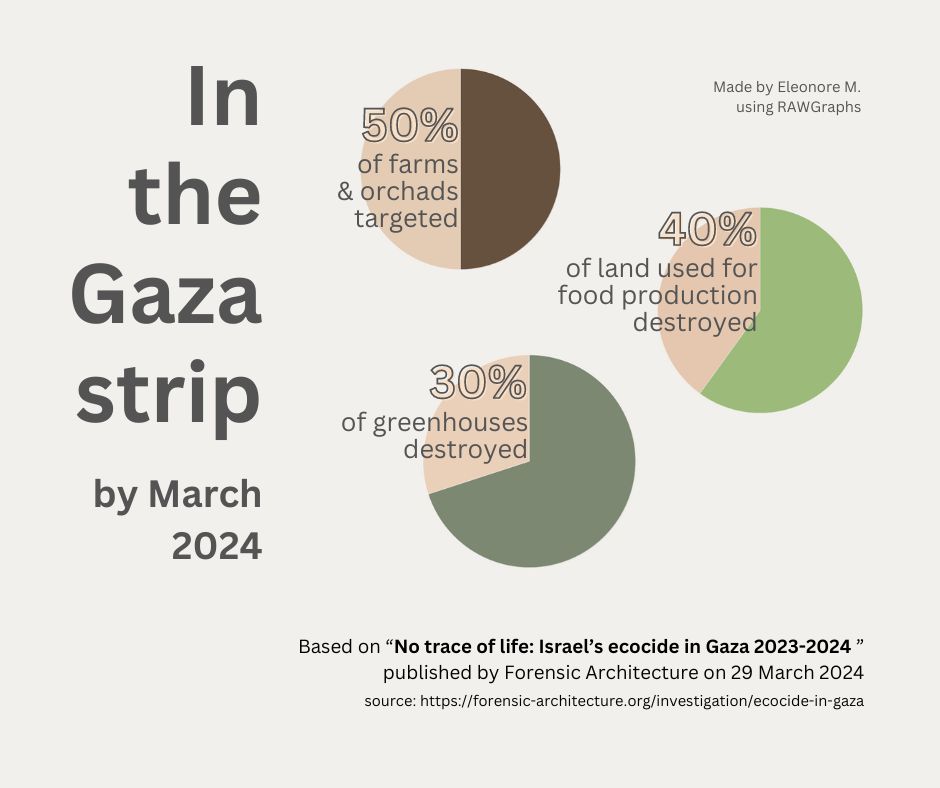 In
the
Gaza
strip
by March
2024
50%
of farms
& orchads
targeted
Made by Eleonore M.
using RAWGraphs
40%
of land used for
food production
destroyed
30%
of greenhouses
destroyed
Based on “No trace of life: Israel’s ecocide in Gaza 2023-2024 ”
published by Forensic Architecture on 29 March 2024
source: https://forensic-architecture.org/investigation/ecocide-in-gaza